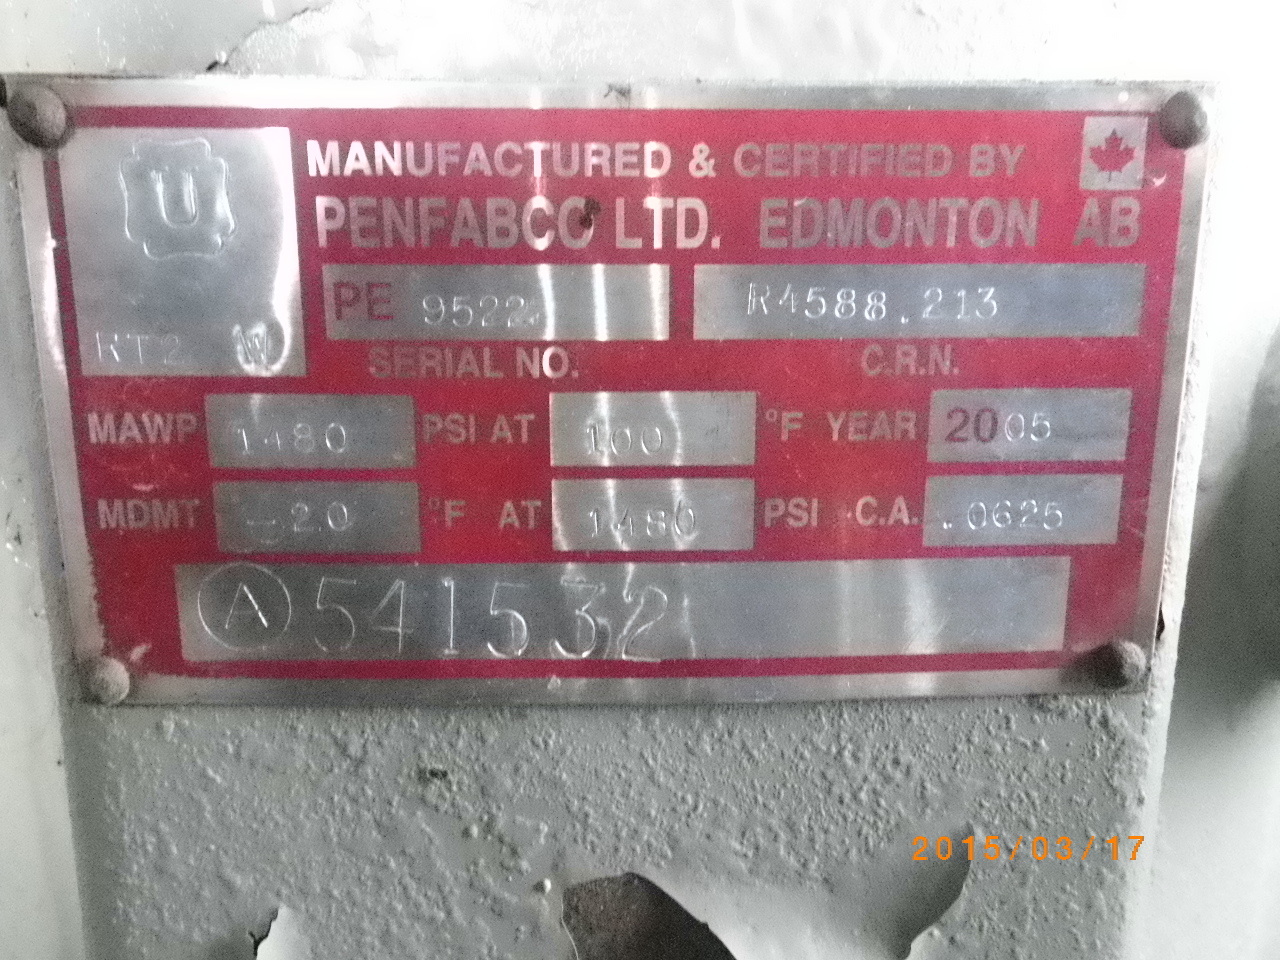 U
MANUFACTURED & CERTIFIED BY
PENFABCO LTD. EDMONTON AB
RT2 W
PE 9522 R4588.213
SERIAL NO. C.R.N.
MAWP 1480 PSI AT 100 °F YEAR 2005
MDMT -20 °F AT 1480 PSI C.A. .0625
A 541532
2015/03/17